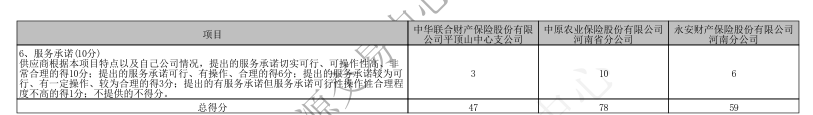 项目 中华联合财产保险股份有限公司平顶山中心支公司 中原农业保险股份有限公司河南省分公司 永安财产保险股份有限公司河南分公司
6、服务承诺(10分)
供应商根据本项目特点以及自己公司情况，提出的服务承诺切实可行、可操作性高，非
常合理的得10分；提出的服务承诺可行、有操作、合理的得6分；提出的服务承诺较为可
行、有一定操作、较为合理的得3分；提出的有服务承诺但服务承诺可行性操作性合理程
度不高的得1分；不提供的不得分。
3 10 6
总得分 47 78 59
源交易中心
中心